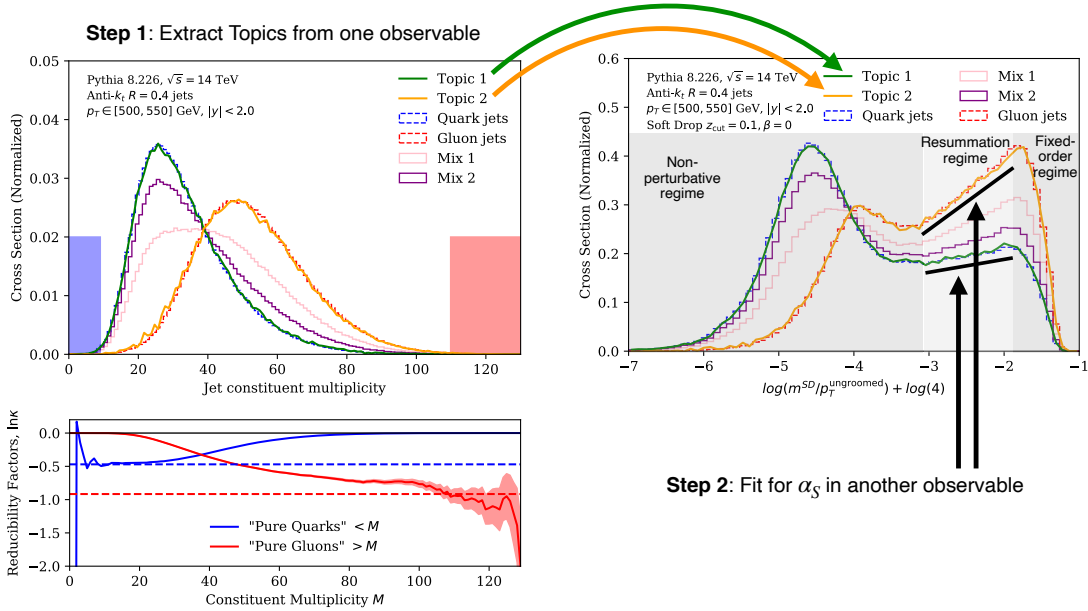 Step 1: Extract Topics from one observable
0.05
0.04
0.03
0.02
0.01
0.00
Cross Section (Normalized)
Pythia 8.226, √s = 14 TeV
Anti-kt R = 0.4 jets
pT ∈ [500, 550] GeV, |y| < 2.0
Topic 1
Topic 2
Quark jets
Gluon jets
Mix 1
Mix 2
0 20 40 60 80 100 120
Jet constituent multiplicity
0.6
0.5
0.4
0.3
0.2
0.1
0.0
Cross Section (Normalized)
Pythia 8.226, √s = 14 TeV
Anti-kt R = 0.4 jets
pT ∈ [500, 550] GeV, |y| < 2.0
Soft Drop zcut = 0.1, β = 0
Topic 1
Topic 2
Quark jets
Mix 1
Mix 2
Gluon jets
Non-
perturbative
regime
Resummation
regime
Fixed-
order
regime
−7 −6 −5 −4 −3 −2 −1
log(m^SD/pT^ungroomed) + log(4)
0.0
−0.5
−1.0
−1.5
−2.0
Reducibility Factors, lnκ
"Pure Quarks" < M
"Pure Gluons" > M
0 20 40 60 80 100 120
Constituent Multiplicity M
Step 2: Fit for αS in another observable